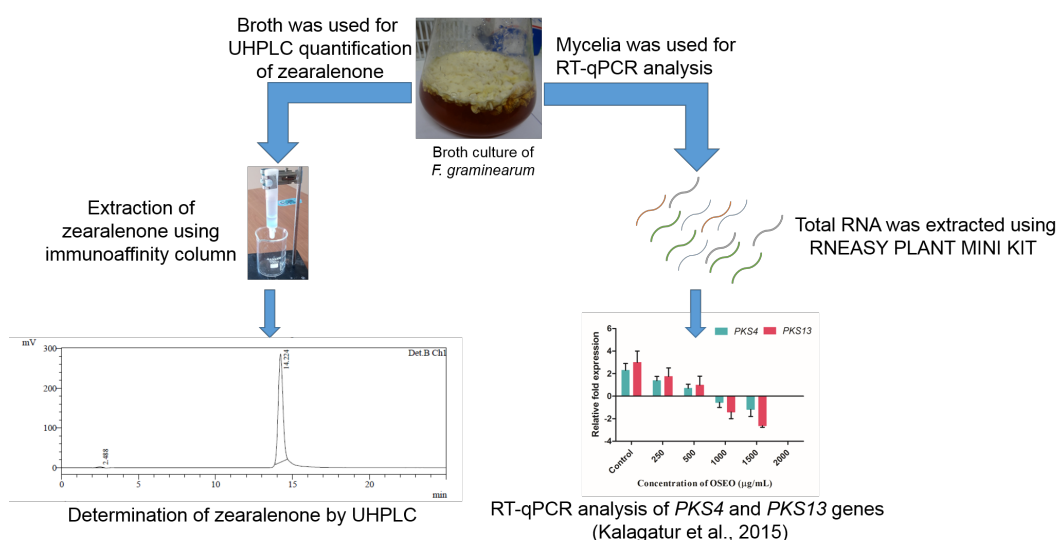 Broth was used for
UHPLC quantification
of zearalenone
Mycelia was used for
RT-qPCR analysis
Broth culture of
F. graminearum
Extraction of
zearalenone using
immunoaffinity column
Total RNA was extracted using
RNEASY PLANT MINI KIT
mV
300
200
100
0
Det.B Ch1
2.488
14.224
0
5
10
15
20
min
Determination of zearalenone by UHPLC
PKS4
PKS13
Relative fold expression
6
4
2
0
-2
-4
Control
250
500
1000
1500
2000
Concentration of OSEO (µg/mL)
RT-qPCR analysis of PKS4 and PKS13 genes
(Kalagatur et al., 2015)